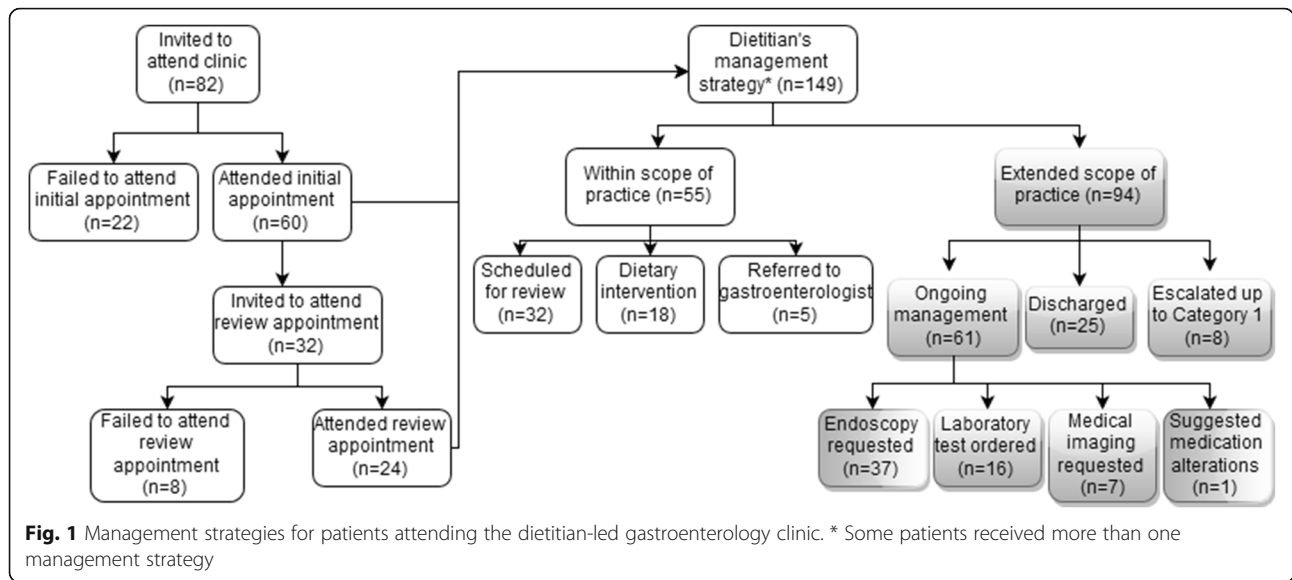 Invited to
attend clinic
(n=82)
Failed to attend
initial appointment
(n=22)
Attended initial
appointment
(n=60)
Invited to attend
review appointment
(n=32)
Failed to attend
review
appointment
(n=8)
Attended review
appointment
(n=24)
Dietitian's
management
strategy* (n=149)
Within scope of
practice (n=55)
Extended scope of
practice (n=94)
Scheduled
for review
(n=32)
Dietary
intervention
(n=18)
Referred to
gastroenterologist
(n=5)
Ongoing
management
(n=61)
Discharged
(n=25)
Escalated up
to Category 1
(n=8)
Endoscopy
requested
(n=37)
Laboratory
test ordered
(n=16)
Medical
imaging
requested
(n=7)
Suggested
medication
alterations
(n=1)
Fig. 1 Management strategies for patients attending the dietitian-led gastroenterology clinic. * Some patients received more than one
management strategy